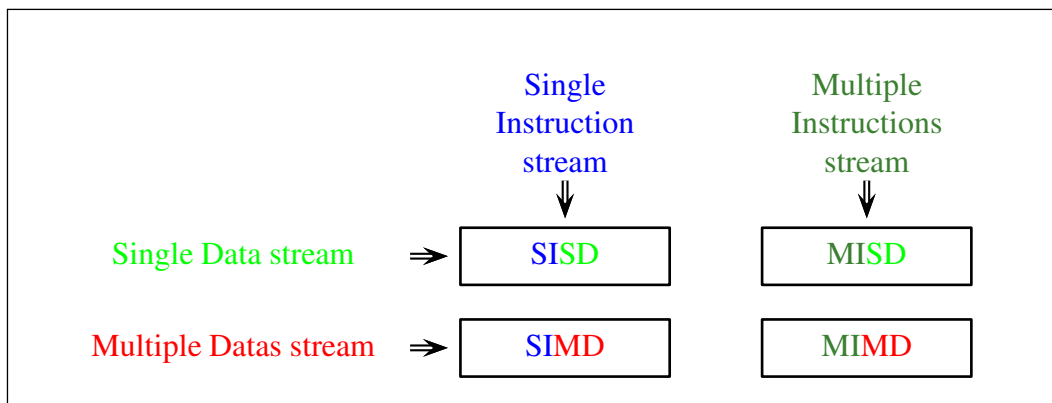 Single
Instruction
stream
Multiple
Instructions
stream
Single Data stream
SISD
MISD
Multiple Datas stream
SIMD
MIMD